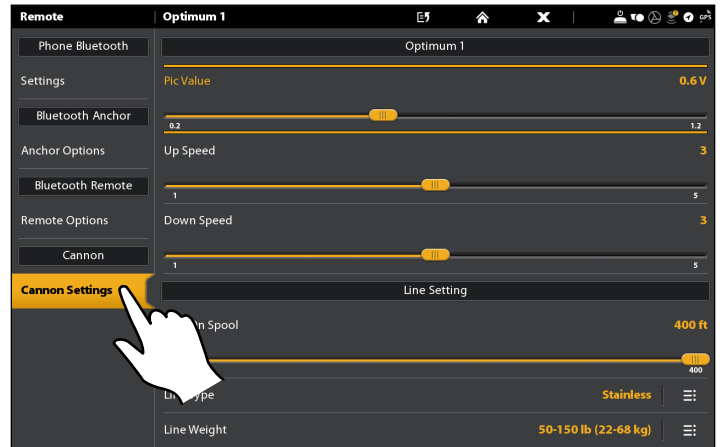 Remote
Optimum 1
GPS
Phone Bluetooth
Settings
Bluetooth Anchor
Anchor Options
Bluetooth Remote
Remote Options
Cannon
Cannon Settings
Optimum 1
Pic Value 0.6 V
0.2 1.2
Up Speed 3
1 5
Down Speed 3
1 5
Line Setting
Spool 400 ft
400
Stainless
Line Weight 50-150 lb (22-68 kg)